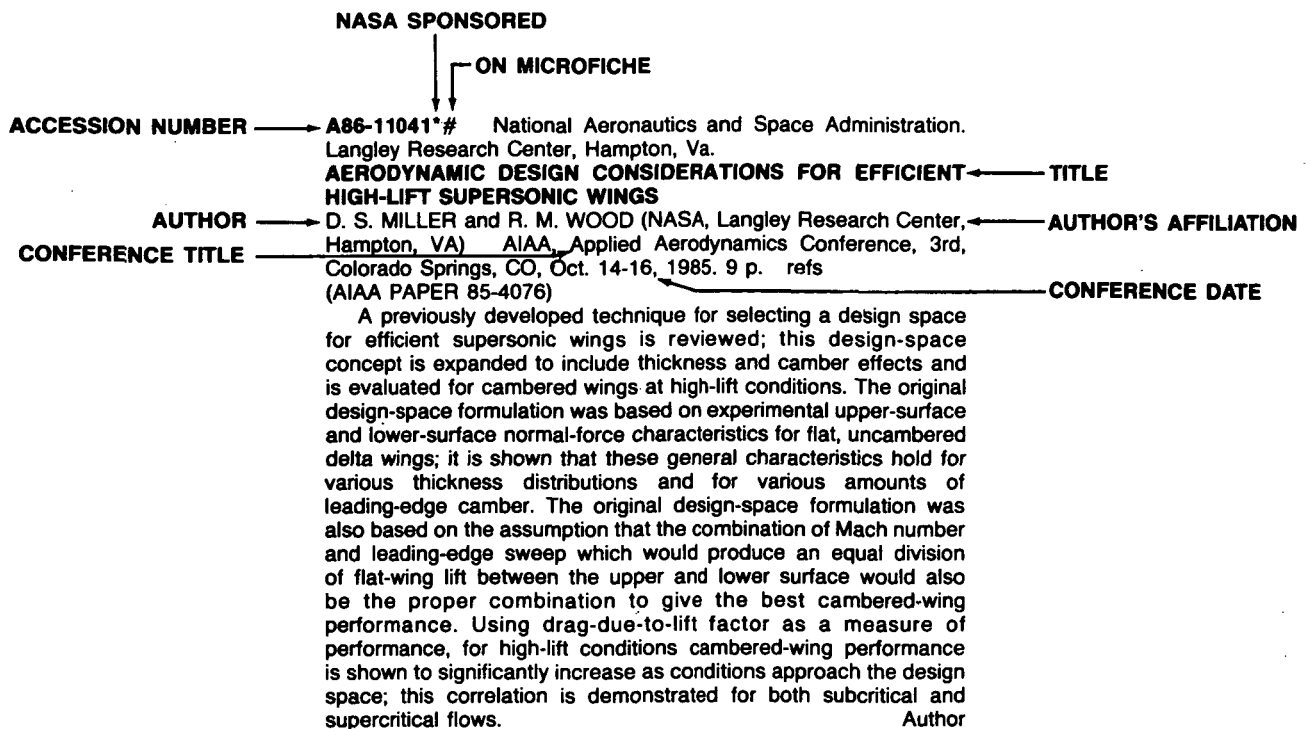 NASA SPONSORED
ON MICROFICHE
ACCESSION NUMBER A86-11041*# National Aeronautics and Space Administration.
Langley Research Center, Hampton, Va.
AERODYNAMIC DESIGN CONSIDERATIONS FOR EFFICIENT TITLE
HIGH-LIFT SUPERSONIC WINGS
AUTHOR D. S. MILLER and R. M. WOOD (NASA, Langley Research Center, AUTHOR'S AFFILIATION
Hampton, VA) AIAA, Applied Aerodynamics Conference, 3rd,
CONFERENCE TITLE Colorado Springs, CO, Oct. 14-16, 1985. 9 p. refs
(AIAA PAPER 85-4076) CONFERENCE DATE
A previously developed technique for selecting a design space
for efficient supersonic wings is reviewed; this design-space
concept is expanded to include thickness and camber effects and
is evaluated for cambered wings at high-lift conditions. The original
design-space formulation was based on experimental upper-surface
and lower-surface normal-force characteristics for flat, uncambered
delta wings; it is shown that these general characteristics hold for
various thickness distributions and for various amounts of
leading-edge camber. The original design-space formulation was
also based on the assumption that the combination of Mach number
and leading-edge sweep which would produce an equal division
of flat-wing lift between the upper and lower surface would also
be the proper combination to give the best cambered-wing
performance. Using drag-due-to-lift factor as a measure of
performance, for high-lift conditions cambered-wing performance
is shown to significantly increase as conditions approach the design
space; this correlation is demonstrated for both subcritical and
supercritical flows. Author